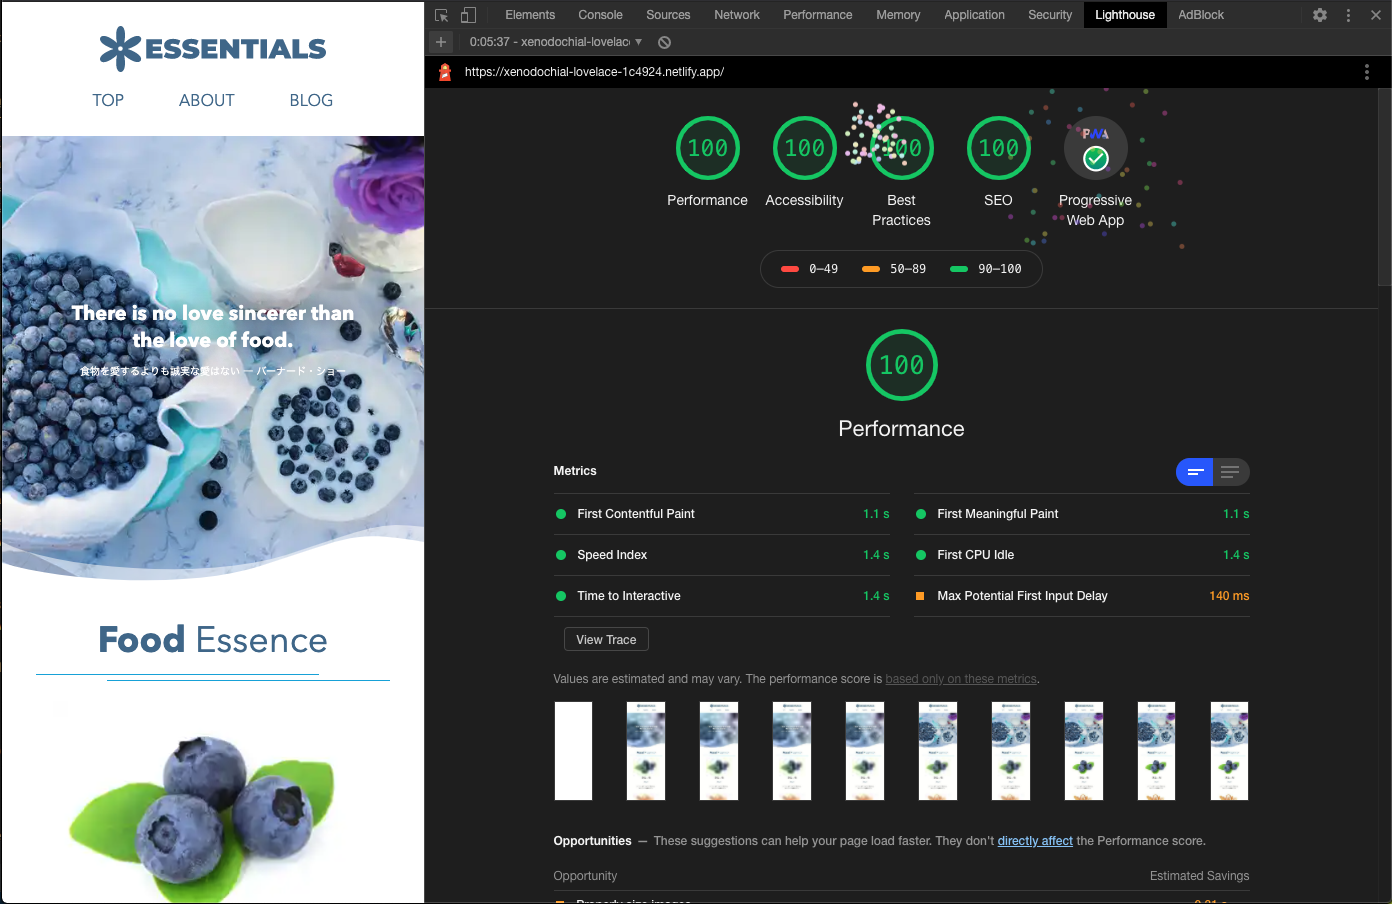 ESSENTIALS
TOP ABOUT BLOG
There is no love sincerer than
the love of food.
食物を愛するよりも誠実な愛はない ― バーナード・ショー
Food Essence
Elements Console Sources Network Performance Memory Application Security Lighthouse AdBlock
0:05:37 - xenodochial-lovelac
https://xenodochial-lovelace-1c4924.netlify.app/
100 100 100 100 PWA
Performance Accessibility Best Practices SEO Progressive Web App
0–49 50–89 90–100
100
Performance
Metrics
First Contentful Paint 1.1 s First Meaningful Paint 1.1 s
Speed Index 1.4 s First CPU Idle 1.4 s
Time to Interactive 1.4 s Max Potential First Input Delay 140 ms
View Trace
Values are estimated and may vary. The performance score is based only on these metrics.
Opportunities — These suggestions can help your page load faster. They don't directly affect the Performance score.
Opportunity Estimated Savings